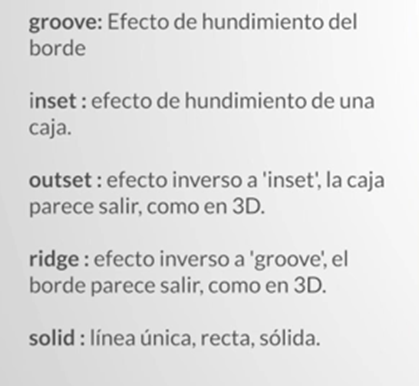 groove: Efecto de hundimiento del
borde
inset : efecto de hundimiento de una
caja.
outset : efecto inverso a 'inset', la caja
parece salir, como en 3D.
ridge : efecto inverso a 'groove', el
borde parece salir, como en 3D.
solid : línea única, recta, sólida.